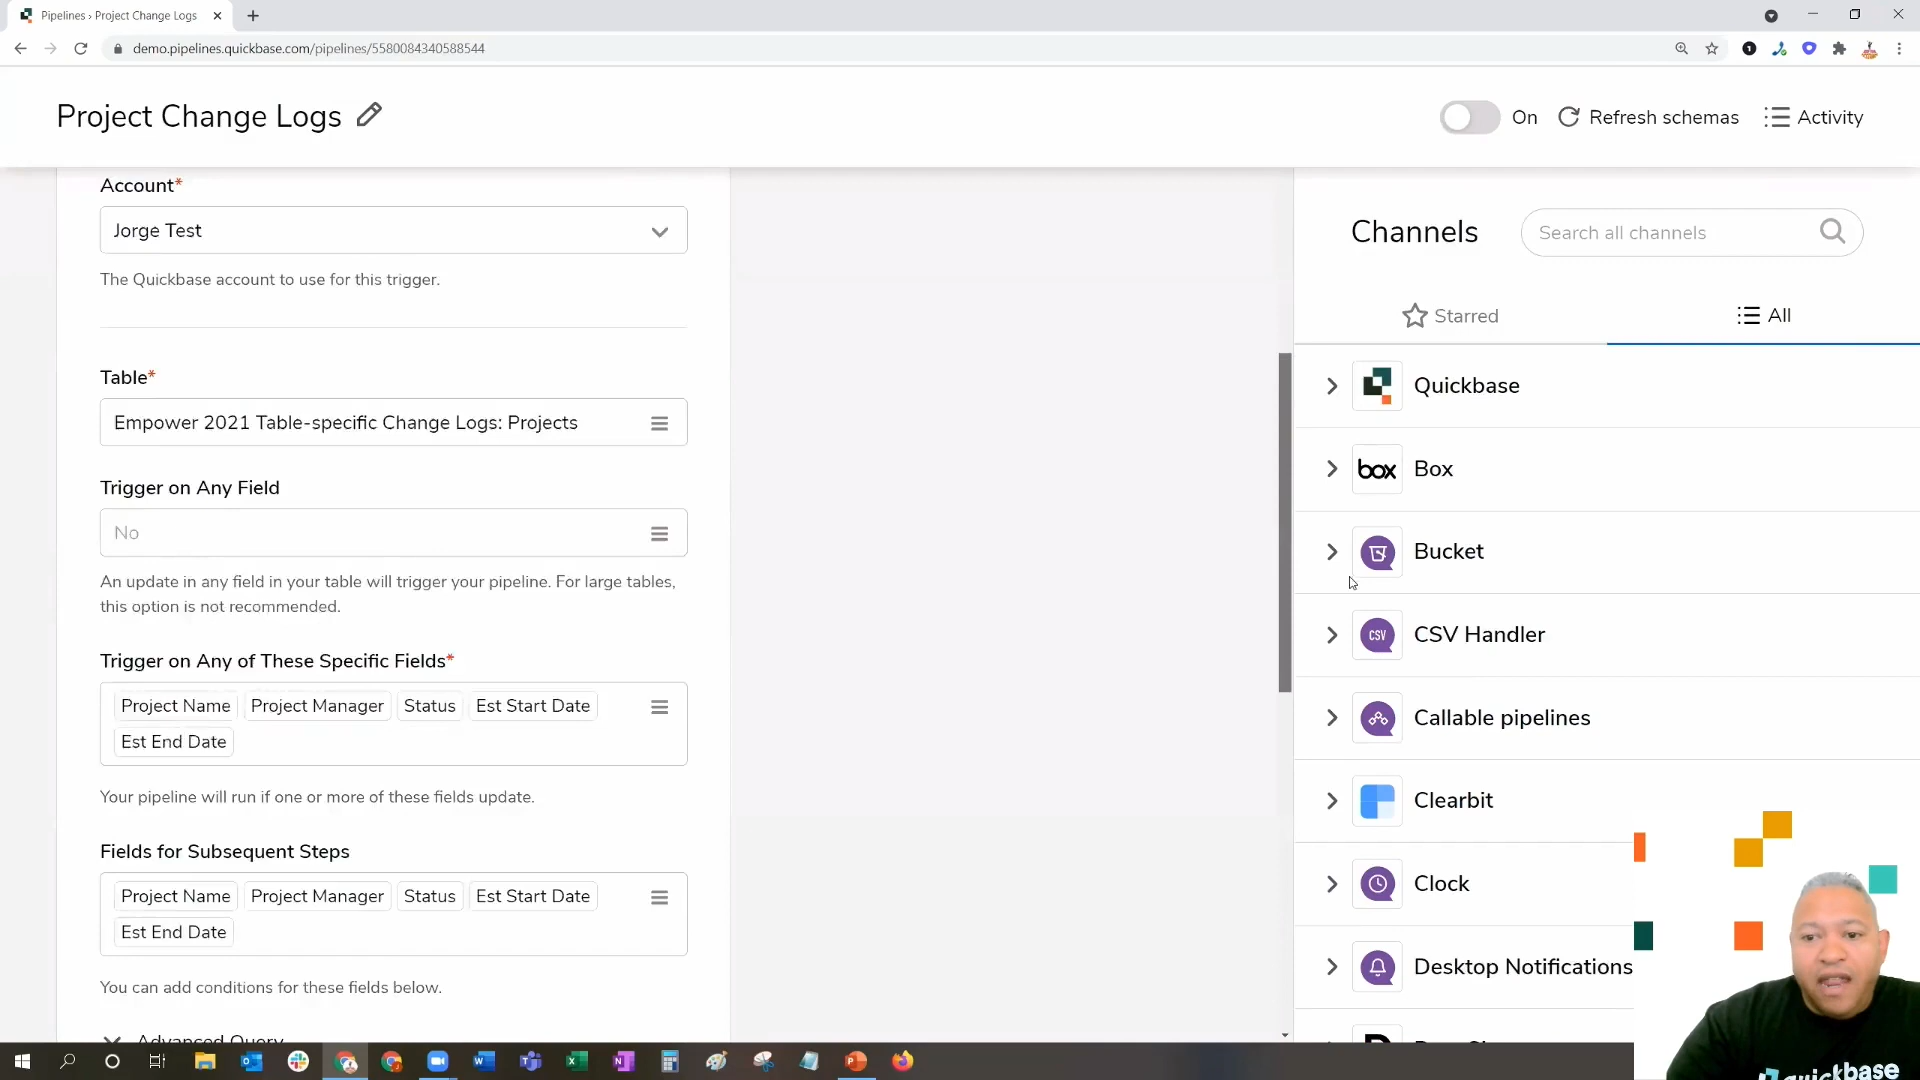 Pipelines › Project Change Logs
demo.pipelines.quickbase.com/pipelines/5580084340588544
Project Change Logs
On
Refresh schemas
Activity
Account*
Jorge Test
The Quickbase account to use for this trigger.
Table*
Empower 2021 Table-specific Change Logs: Projects
Trigger on Any Field
No
An update in any field in your table will trigger your pipeline. For large tables,
this option is not recommended.
Trigger on Any of These Specific Fields*
Project Name Project Manager Status Est Start Date
Est End Date
Your pipeline will run if one or more of these fields update.
Fields for Subsequent Steps
Project Name Project Manager Status Est Start Date
Est End Date
You can add conditions for these fields below.
Advanced Query
Channels
Search all channels
Starred
All
Quickbase
box Box
Bucket
CSV CSV Handler
Callable pipelines
Clearbit
Clock
Desktop Notifications
quickbase